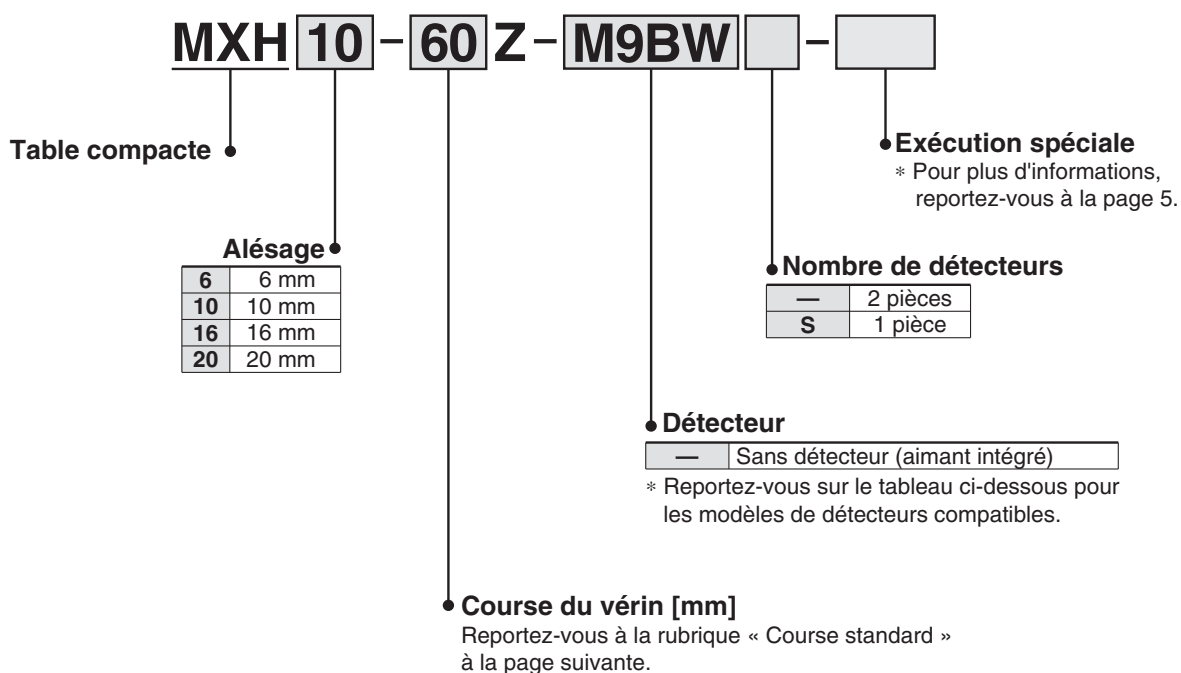 MXH 10 – 60 Z – M9BW –
Table compacte
Exécution spéciale
* Pour plus d'informations,
reportez-vous à la page 5.
Alésage
6 6 mm
10 10 mm
16 16 mm
20 20 mm
Nombre de détecteurs
— 2 pièces
S 1 pièce
Détecteur
— Sans détecteur (aimant intégré)
* Reportez-vous sur le tableau ci-dessous pour
les modèles de détecteurs compatibles.
Course du vérin [mm]
Reportez-vous à la rubrique « Course standard »
à la page suivante.